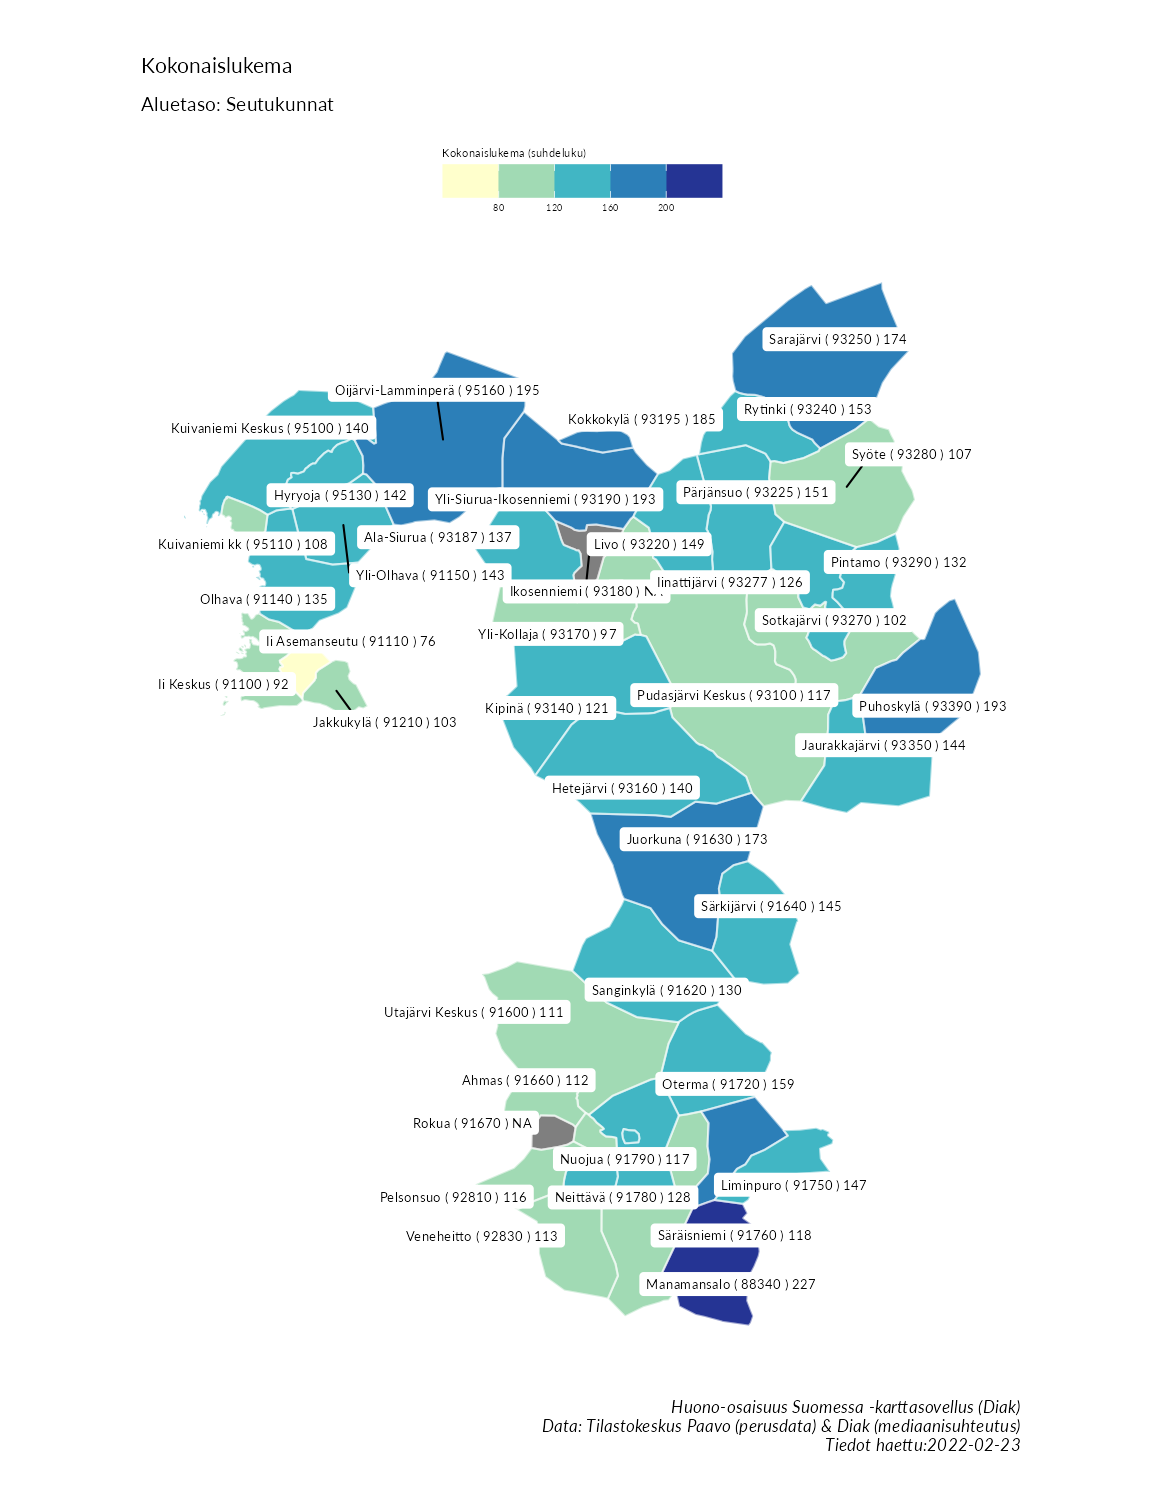 Kokonaislukema
Aluetaso: Seutukunnat
Kokonaislukema (suhdeluku)
80 120 160 200
Sarajärvi ( 93250 ) 174
Oijärvi-Lamminperä ( 95160 ) 195
Rytinki ( 93240 ) 153
Kokkokylä ( 93195 ) 185
Kuivaniemi Keskus ( 95100 ) 140
Syöte ( 93280 ) 107
Pärjänsuo ( 93225 ) 151
Hyryoja ( 95130 ) 142
Yli-Siurua-Ikosenniemi ( 93190 ) 193
Ala-Siurua ( 93187 ) 137
Kuivaniemi kk ( 95110 ) 108
Livo ( 93220 ) 149
Pintamo ( 93290 ) 132
Yli-Olhava ( 91150 ) 143
Iinattijärvi ( 93277 ) 126
Ikosenniemi ( 93180 )
Olhava ( 91140 ) 135
Sotkajärvi ( 93270 ) 102
Yli-Kollaja ( 93170 ) 97
Ii Asemanseutu ( 91110 ) 76
Ii Keskus ( 91100 ) 92
Pudasjärvi Keskus ( 93100 ) 117
Kipinä ( 93140 ) 121
Puhoskylä ( 93390 ) 193
Jakkukylä ( 91210 ) 103
Jaurakkajärvi ( 93350 ) 144
Hetejärvi ( 93160 ) 140
Juorkuna ( 91630 ) 173
Särkijärvi ( 91640 ) 145
Sanginkylä ( 91620 ) 130
Utajärvi Keskus ( 91600 ) 111
Ahmas ( 91660 ) 112
Oterma ( 91720 ) 159
Rokua ( 91670 ) NA
Nuojua ( 91790 ) 117
Liminpuro ( 91750 ) 147
Pelsonsuo ( 92810 ) 116
Neittävä ( 91780 ) 128
Veneheitto ( 92830 ) 113
Säräisniemi ( 91760 ) 118
Manamansalo ( 88340 ) 227
Huono-osaisuus Suomessa -karttasovellus (Diak)
Data: Tilastokeskus Paavo (perusdata) & Diak (mediaanisuhteutus)
Tiedot haettu:2022-02-23